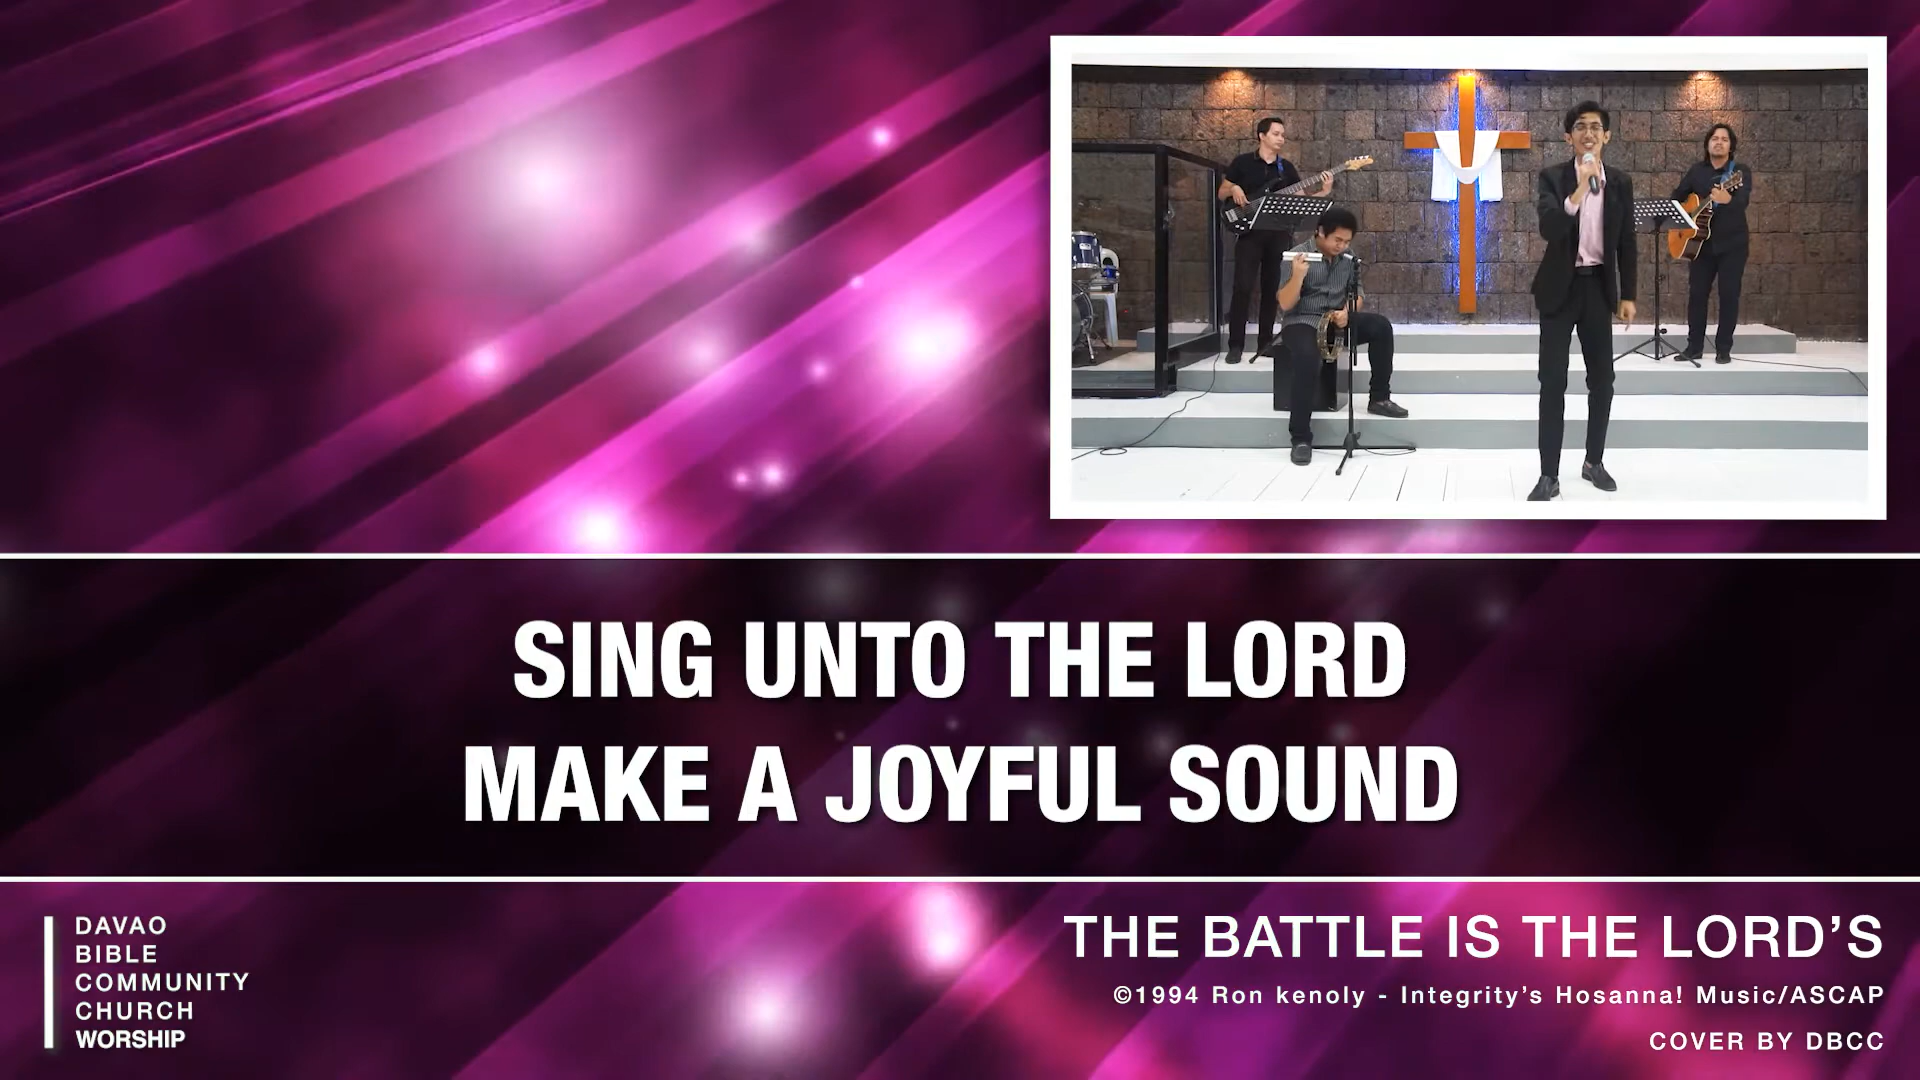 SING UNTO THE LORD
MAKE A JOYFUL SOUND
DAVAO
BIBLE
COMMUNITY
CHURCH
WORSHIP
THE BATTLE IS THE LORD’S
©1994 Ron kenoly - Integrity’s Hosanna! Music/ASCAP
COVER BY DBCC